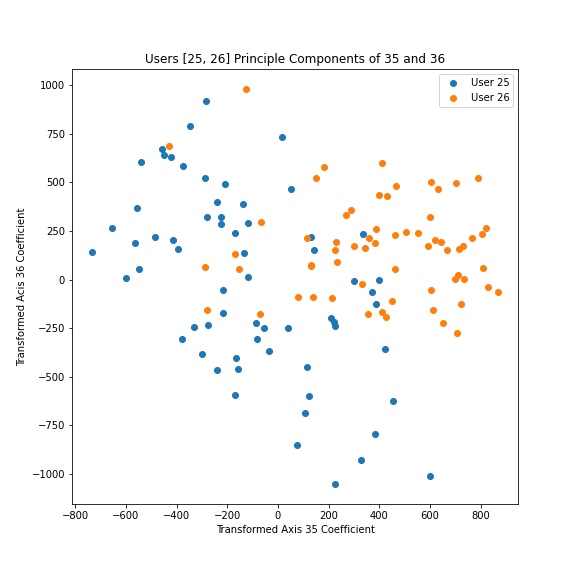 Users [25, 26] Principle Components of 35 and 36
User 25
User 26
Transformed Acis 36 Coefficient
1000
750
500
250
0
−250
−500
−750
−1000
−800 −600 −400 −200 0 200 400 600 800
Transformed Axis 35 Coefficient